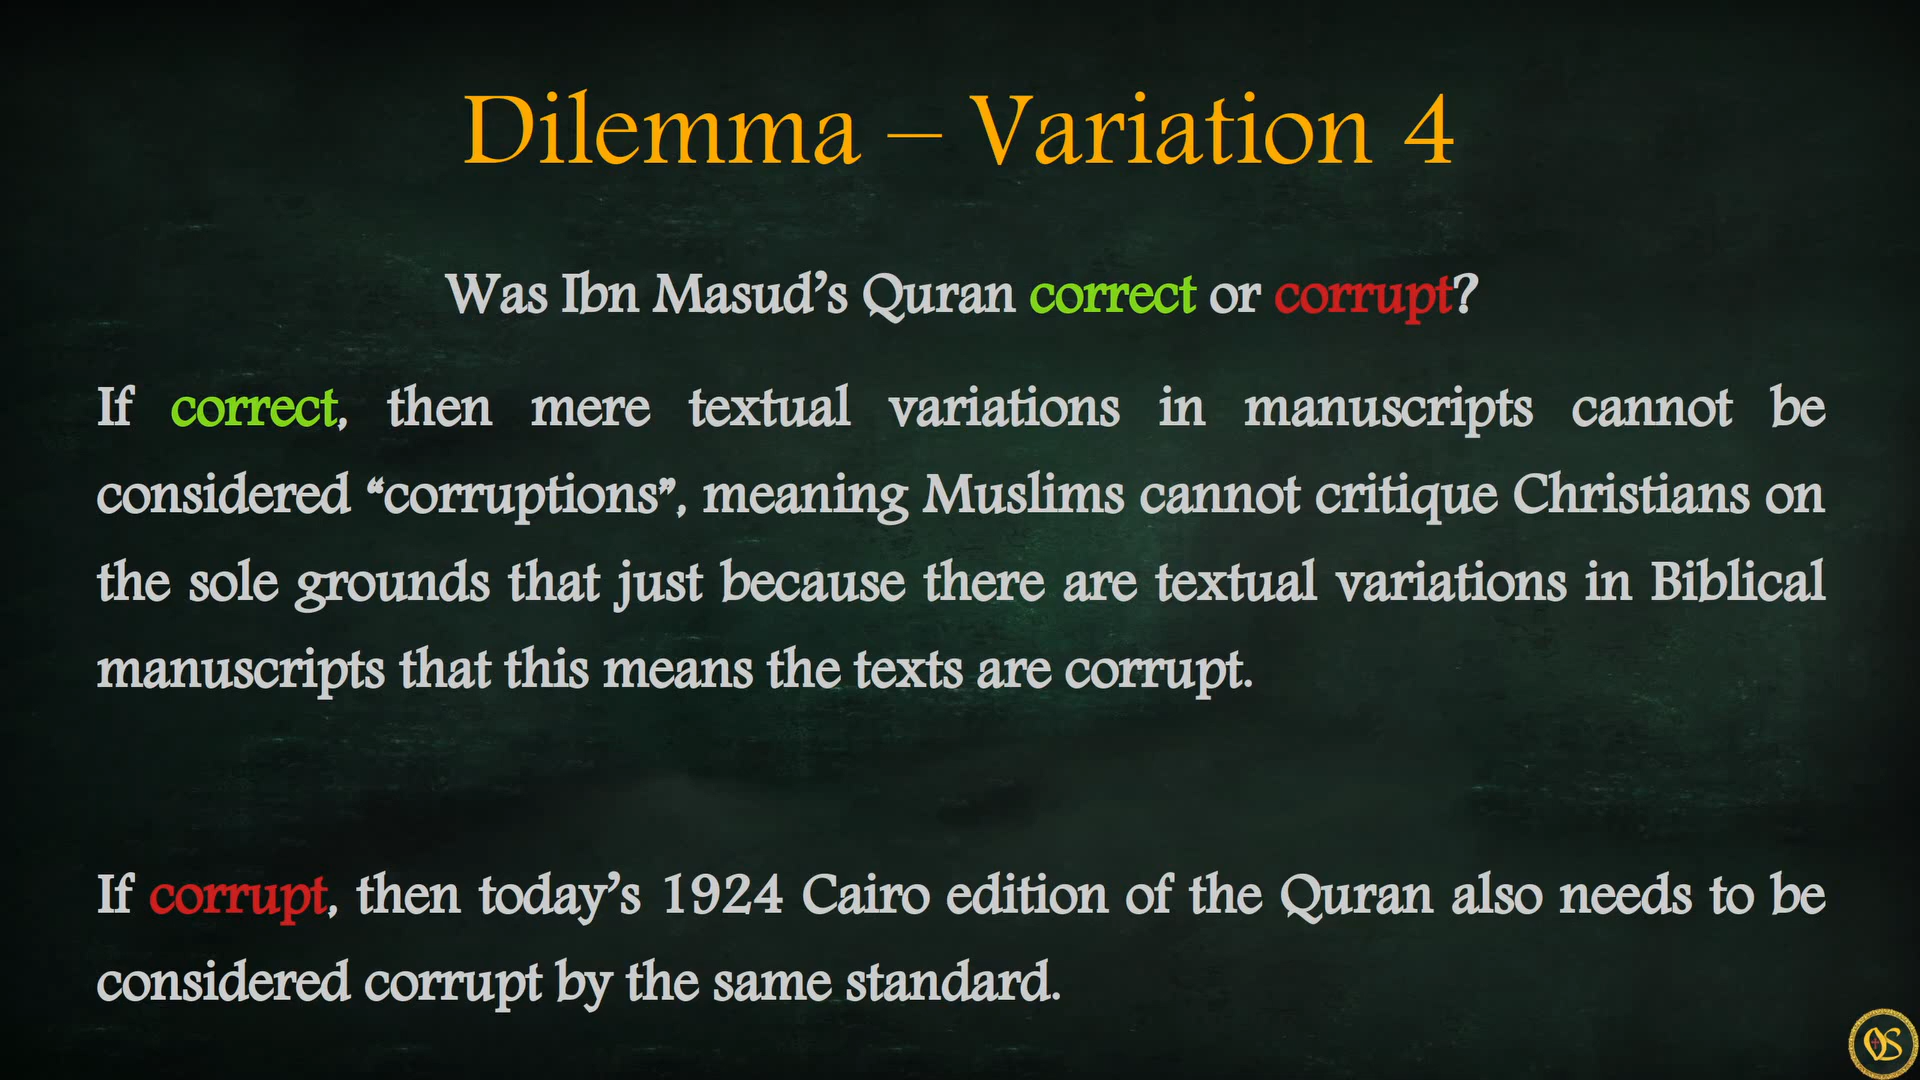 Dilemma – Variation 4
Was Ibn Masud’s Quran correct or corrupt?
If correct, then mere textual variations in manuscripts cannot be
considered “corruptions”, meaning Muslims cannot critique Christians on
the sole grounds that just because there are textual variations in Biblical
manuscripts that this means the texts are corrupt.
If corrupt, then today’s 1924 Cairo edition of the Quran also needs to be
considered corrupt by the same standard.